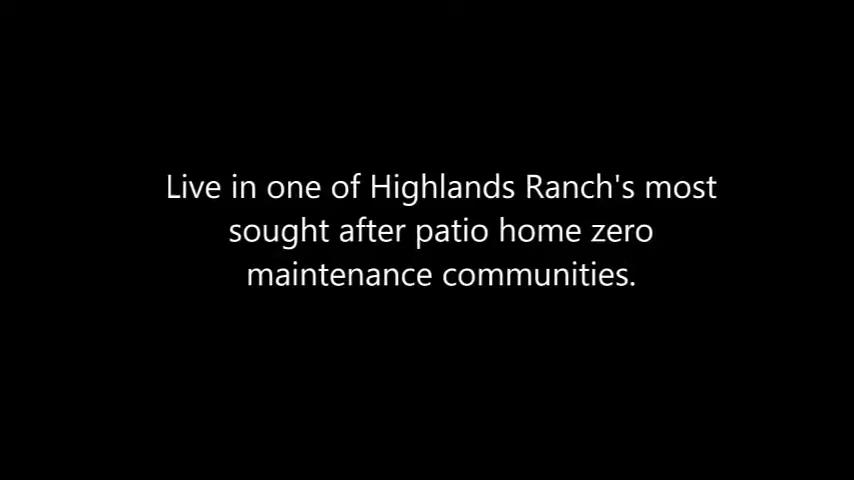 Live in one of Highlands Ranch's most
sought after patio home zero
maintenance communities.